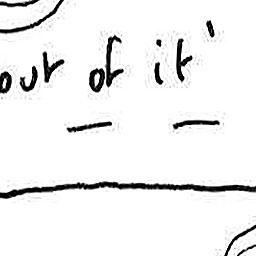 out of it'
— —